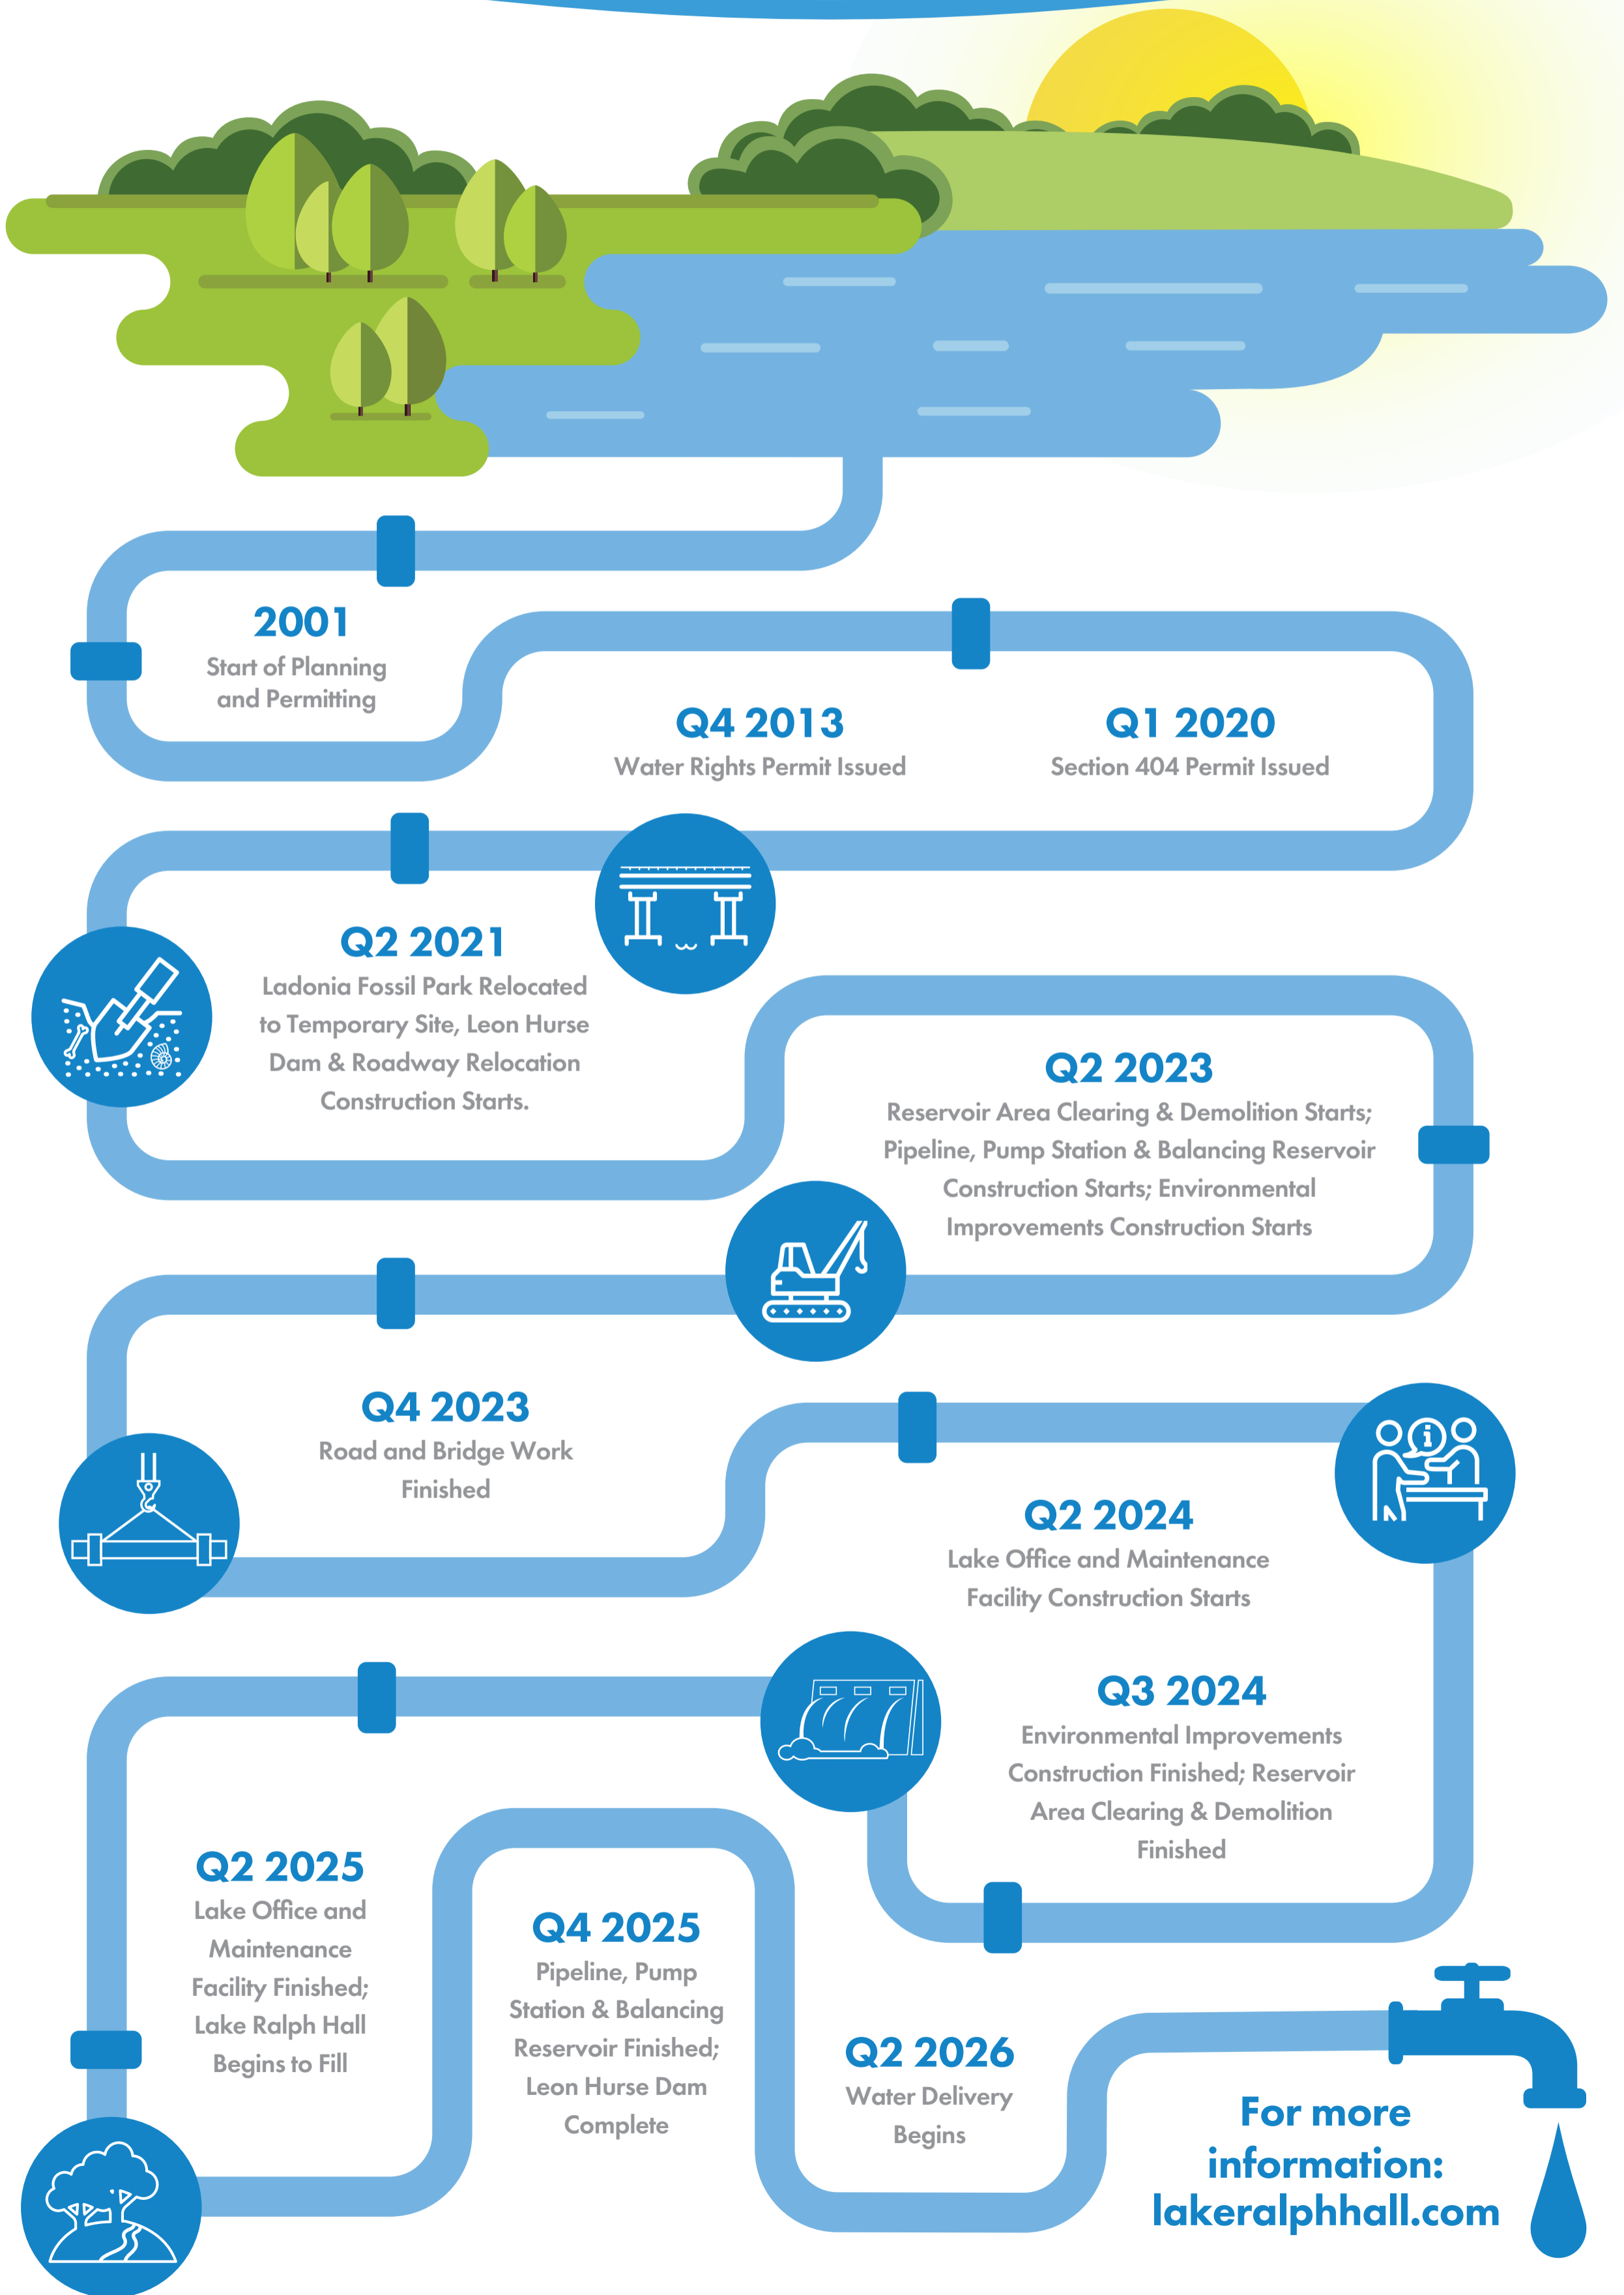 2001
Start of Planning
and Permitting
Q4 2013
Water Rights Permit Issued
Q1 2020
Section 404 Permit Issued
Q2 2021
Ladonia Fossil Park Relocated
to Temporary Site, Leon Hurse
Dam & Roadway Relocation
Construction Starts.
Q2 2023
Reservoir Area Clearing & Demolition Starts;
Pipeline, Pump Station & Balancing Reservoir
Construction Starts; Environmental
Improvements Construction Starts
Q4 2023
Road and Bridge Work
Finished
Q2 2024
Lake Office and Maintenance
Facility Construction Starts
Q3 2024
Environmental Improvements
Construction Finished; Reservoir
Area Clearing & Demolition
Finished
Q2 2025
Lake Office and
Maintenance
Facility Finished;
Lake Ralph Hall
Begins to Fill
Q4 2025
Pipeline, Pump
Station & Balancing
Reservoir Finished;
Leon Hurse Dam
Complete
Q2 2026
Water Delivery
Begins
For more
information:
lakeralphhall.com